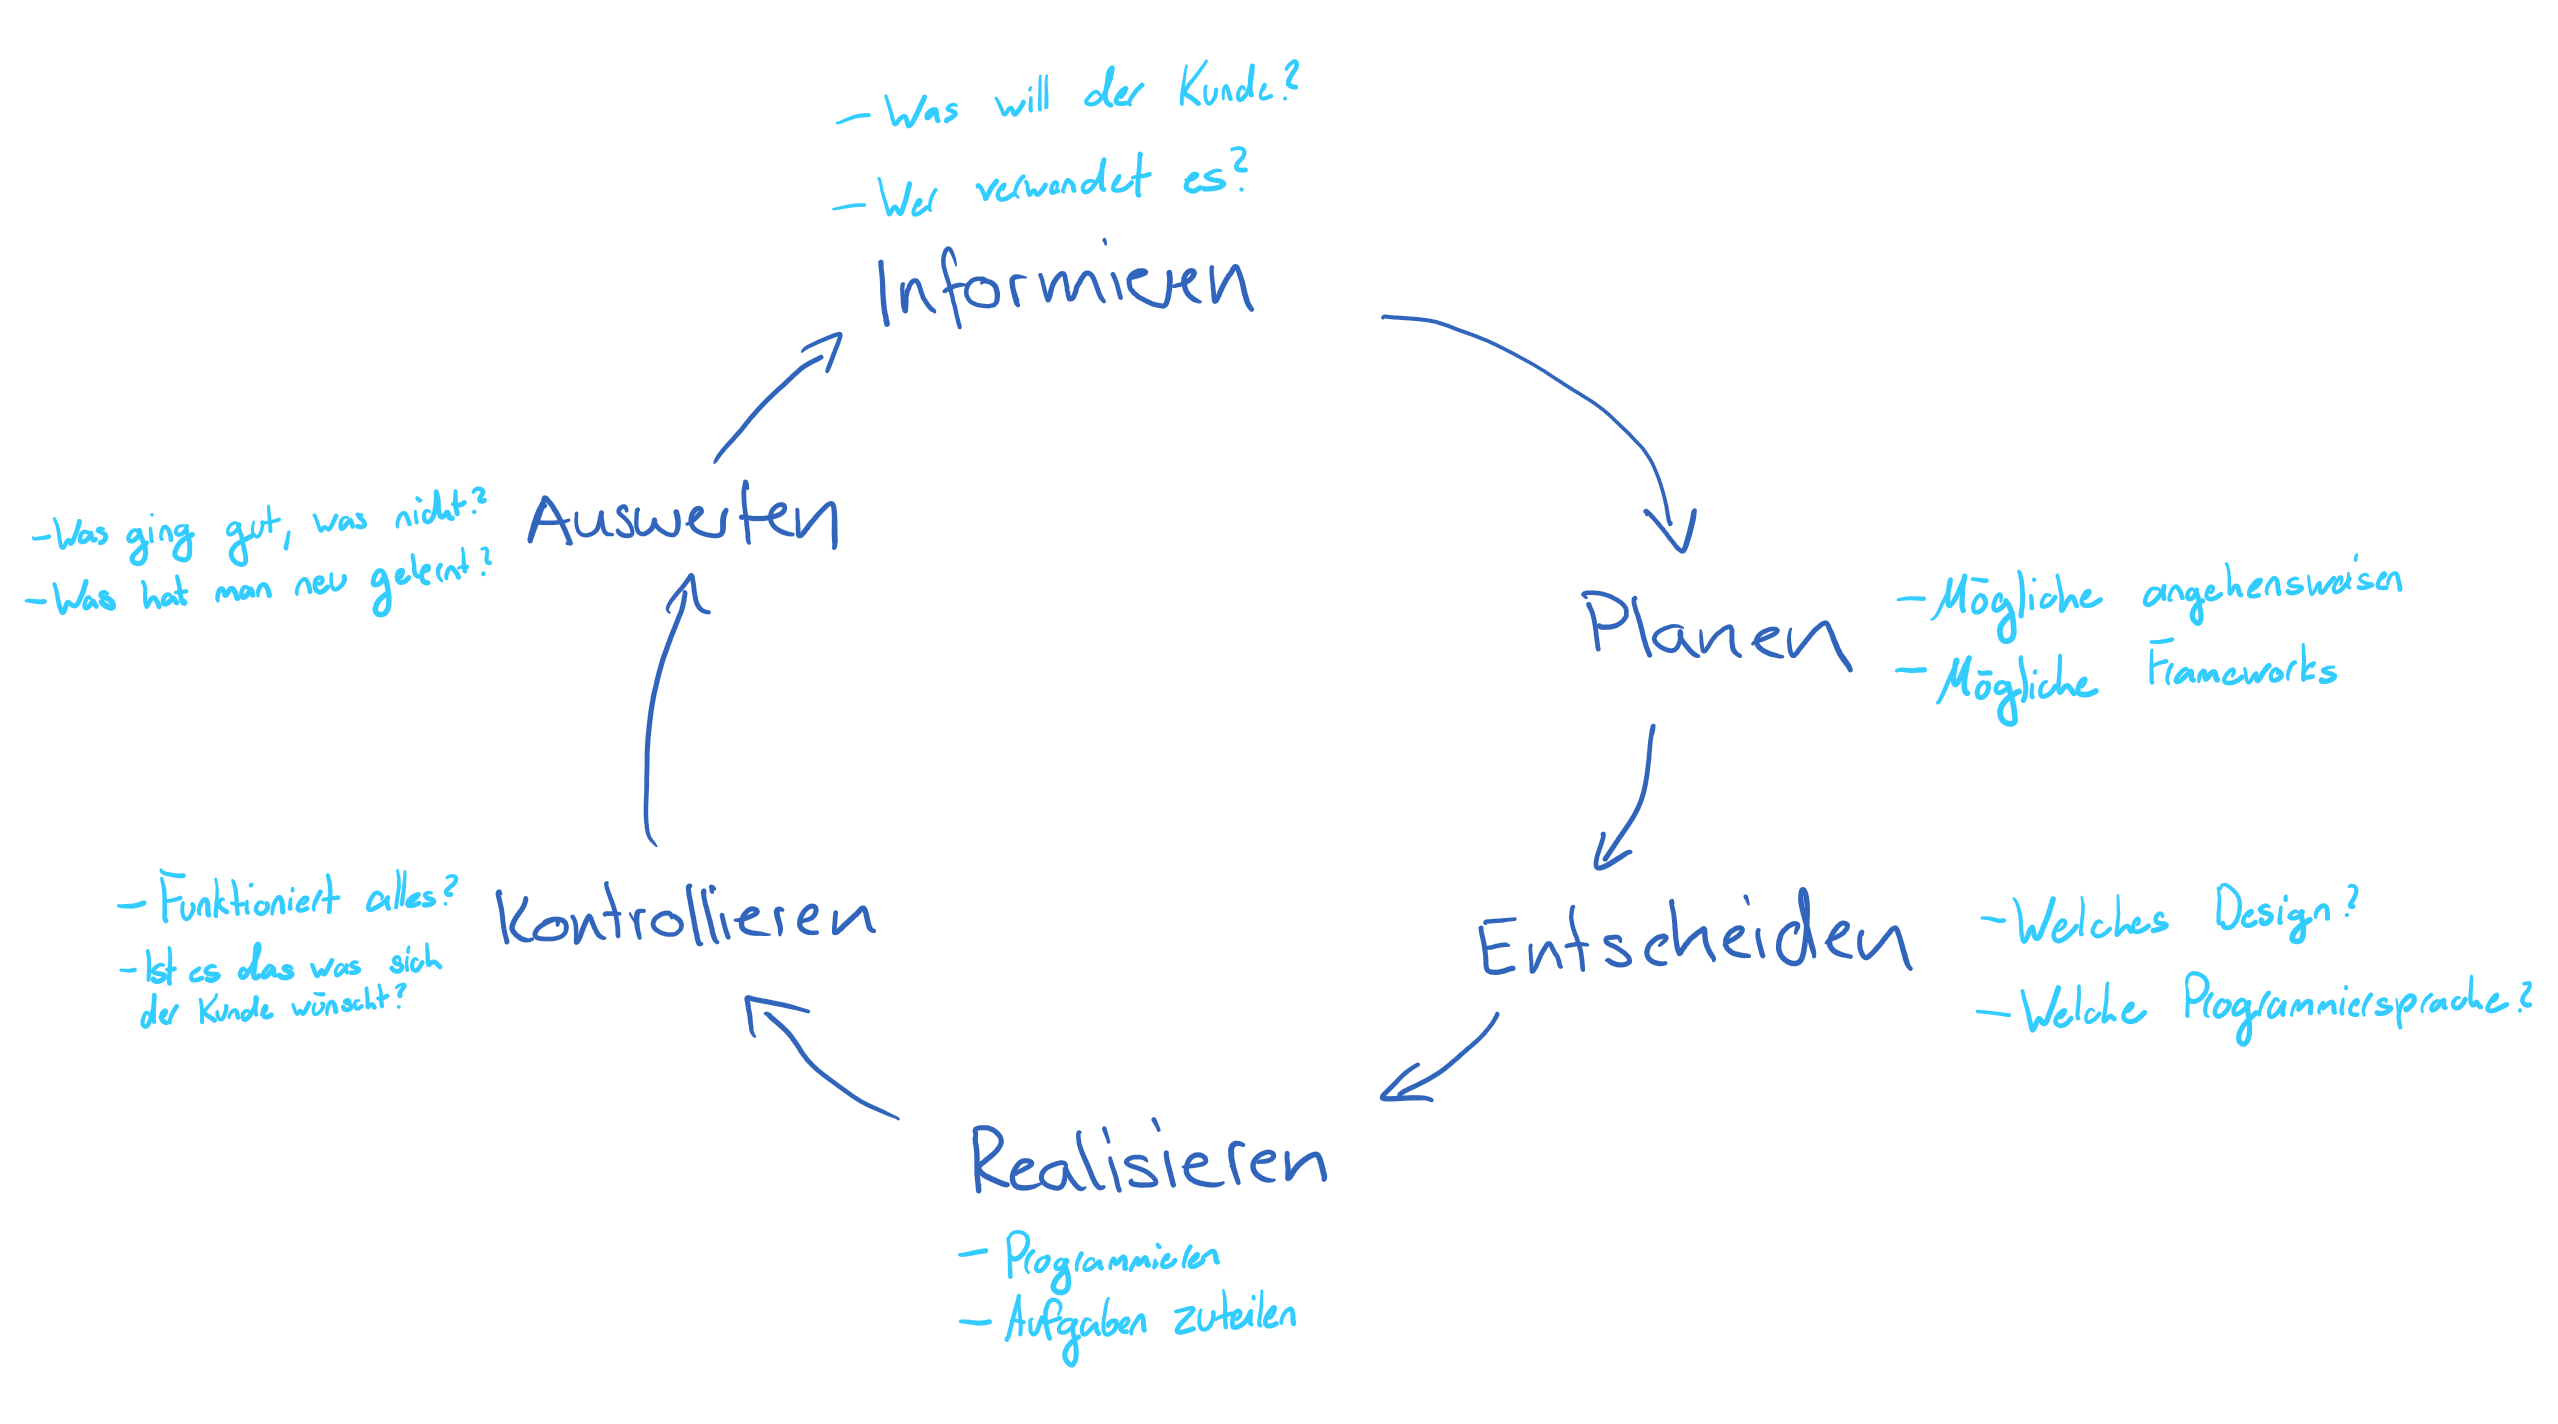 - Was will der Kunde?
- Wer verwendet es?
Informieren
Planen
- Mögliche angehensweisen
- Mögliche Frameworks
Entscheiden
- Welches Design?
- Welche Programmiersprache?
Realisieren
- Programmieren
- Aufgaben zuteilen
Kontrollieren
- Funktioniert alles?
- Ist es das was sich
der Kunde wünscht?
Auswerten
- Was ging gut, was nicht?
- Was hat man neu gelernt?